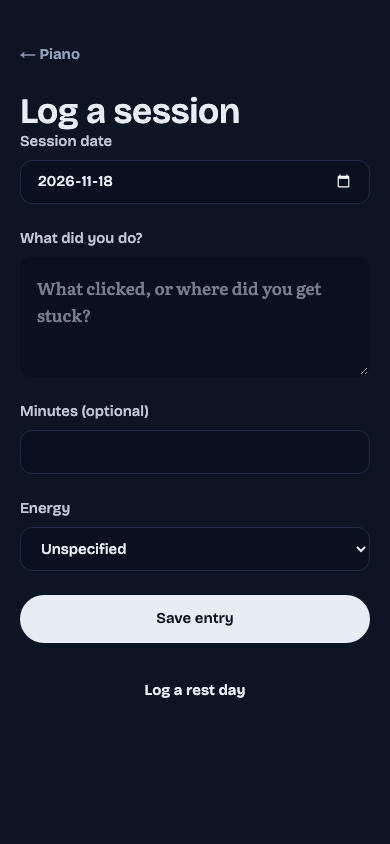 ← Piano
Log a session
Session date
2026-11-18
What did you do?
What clicked, or where did you get
stuck?
Minutes (optional)
Energy
Unspecified
Save entry
Log a rest day